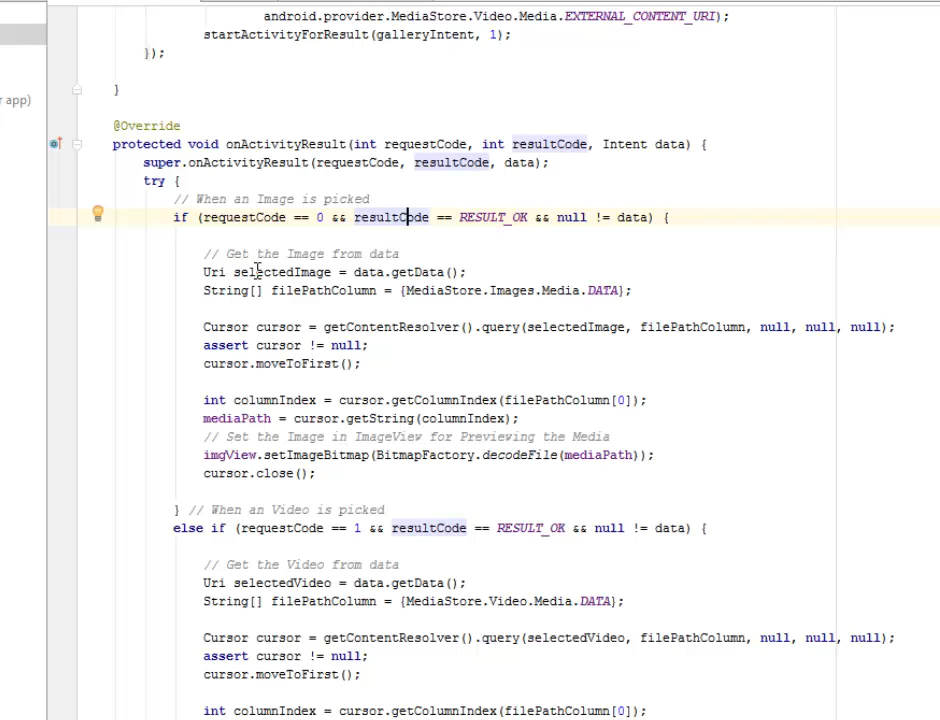 android.provider.MediaStore.Video.Media.EXTERNAL_CONTENT_URI);
startActivityForResult(galleryIntent, 1);
});
}
r app)
@Override
protected void onActivityResult(int requestCode, int resultCode, Intent data) {
super.onActivityResult(requestCode, resultCode, data);
try {
// When an Image is picked
if (requestCode == 0 && resultCode == RESULT_OK && null != data) {
// Get the Image from data
Uri selectedImage = data.getData();
String[] filePathColumn = {MediaStore.Images.Media.DATA};
Cursor cursor = getContentResolver().query(selectedImage, filePathColumn, null, null, null);
assert cursor != null;
cursor.moveToFirst();
int columnIndex = cursor.getColumnIndex(filePathColumn[0]);
mediaPath = cursor.getString(columnIndex);
// Set the Image in ImageView for Previewing the Media
imgView.setImageBitmap(BitmapFactory.decodeFile(mediaPath));
cursor.close();
} // When an Video is picked
else if (requestCode == 1 && resultCode == RESULT_OK && null != data) {
// Get the Video from data
Uri selectedVideo = data.getData();
String[] filePathColumn = {MediaStore.Video.Media.DATA};
Cursor cursor = getContentResolver().query(selectedVideo, filePathColumn, null, null, null);
assert cursor != null;
cursor.moveToFirst();
int columnIndex = cursor.getColumnIndex(filePathColumn[0]);